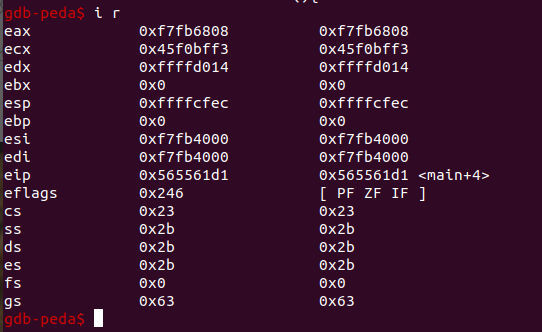 gdb-peda$ i r
eax 0xf7fb6808 0xf7fb6808
ecx 0x45f0bff3 0x45f0bff3
edx 0xffffd014 0xffffd014
ebx 0x0 0x0
esp 0xffffcfec 0xffffcfec
ebp 0x0 0x0
esi 0xf7fb4000 0xf7fb4000
edi 0xf7fb4000 0xf7fb4000
eip 0x565561d1 0x565561d1 <main+4>
eflags 0x246 [ PF ZF IF ]
cs 0x23 0x23
ss 0x2b 0x2b
ds 0x2b 0x2b
es 0x2b 0x2b
fs 0x0 0x0
gs 0x63 0x63
gdb-peda$